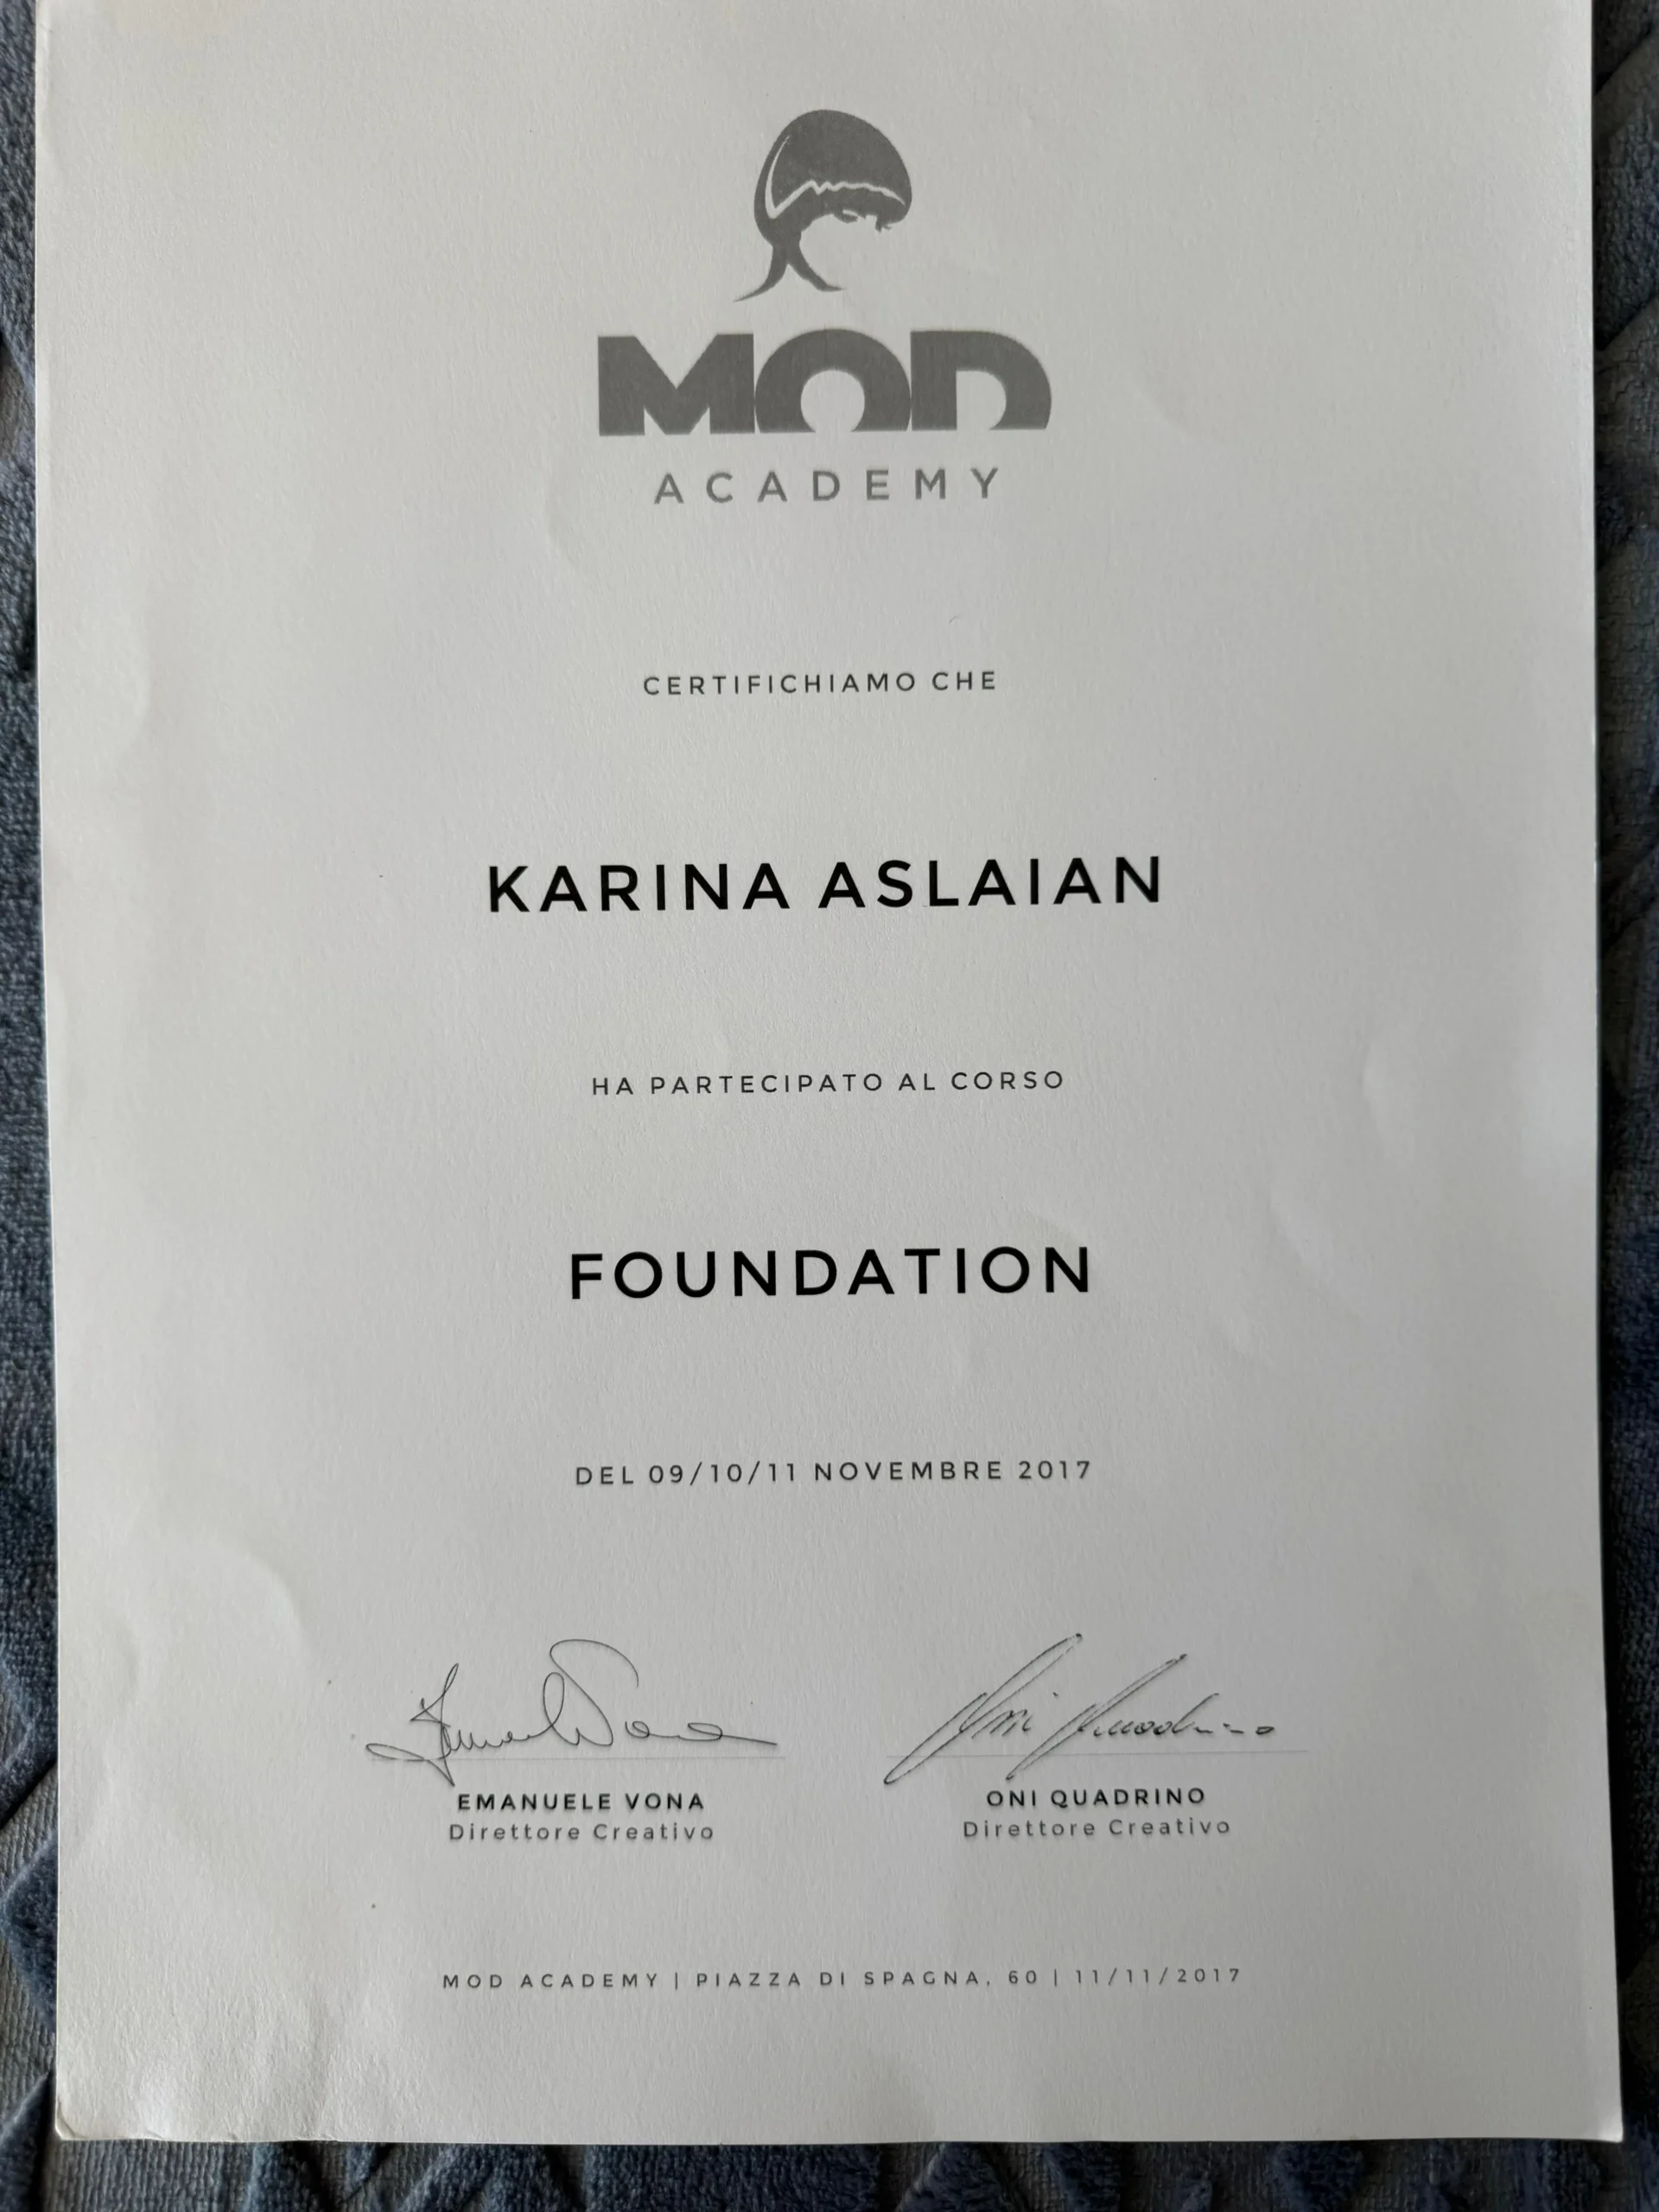 MOD
ACADEMY
CERTIFICHIAMO CHE
KARINA ASLAIAN
HA PARTECIPATO AL CORSO
FOUNDATION
DEL 09/10/11 NOVEMBRE 2017
EMANUELE VONA
Direttore Creativo
ONI QUADRINO
Direttore Creativo
MOD ACADEMY | PIAZZA DI SPAGNA, 60 | 11/11/2017